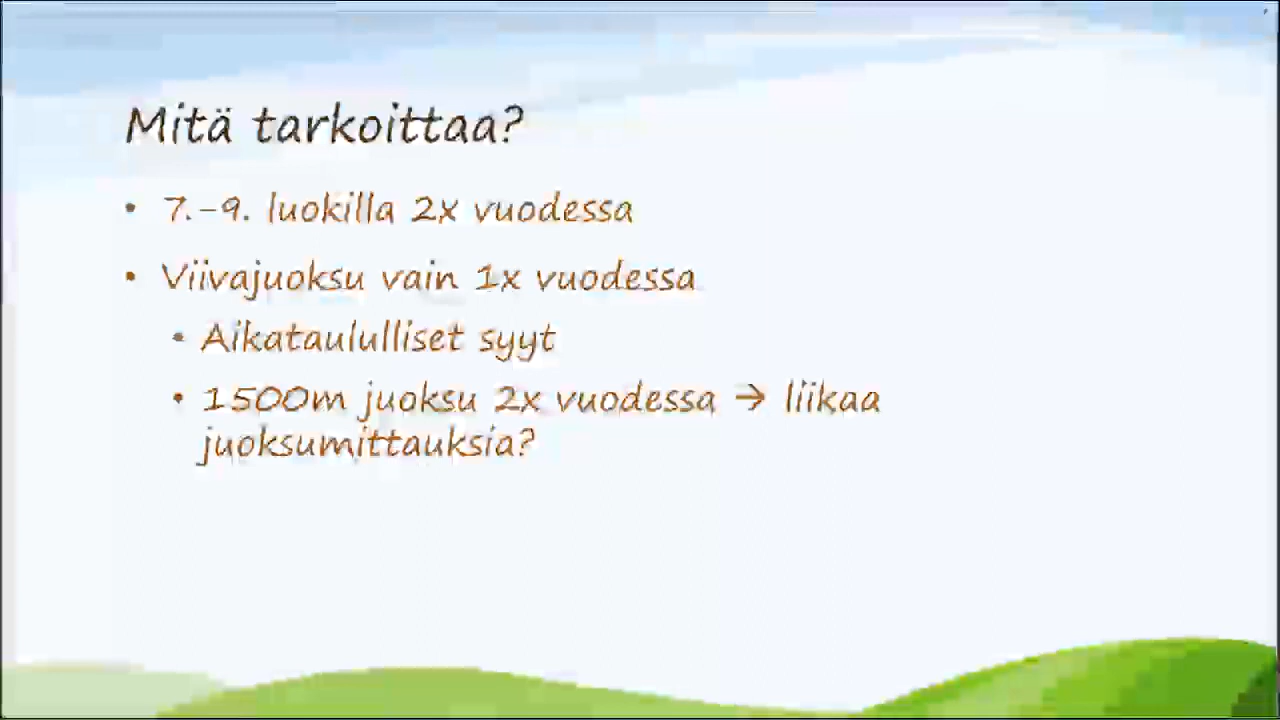 Mitä tarkoittaa?
• 7.-9. luokilla 2x vuodessa
• Viivajuoksu vain 1x vuodessa
• Aikataululliset syyt
• 1500m juoksu 2x vuodessa → liikaa
juoksumittauksia?